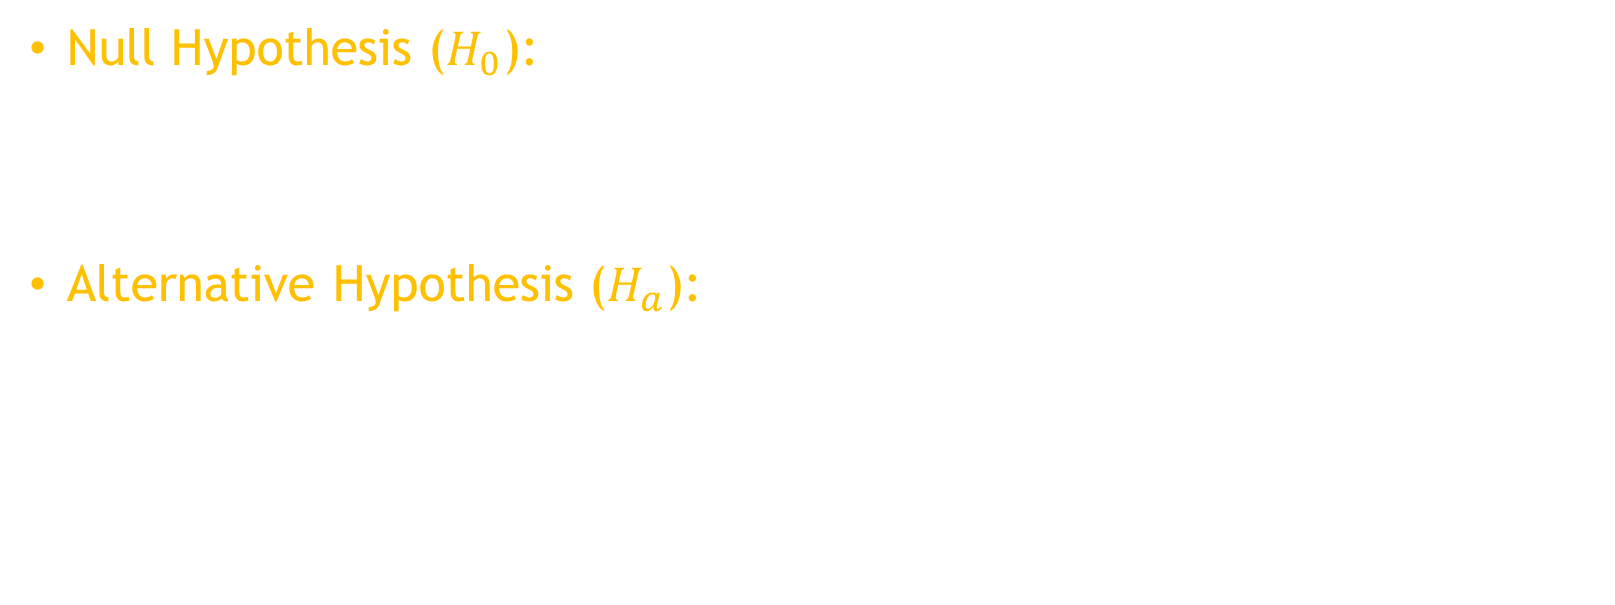 • Null Hypothesis (𝐻₀):
• Alternative Hypothesis (𝐻ₐ):